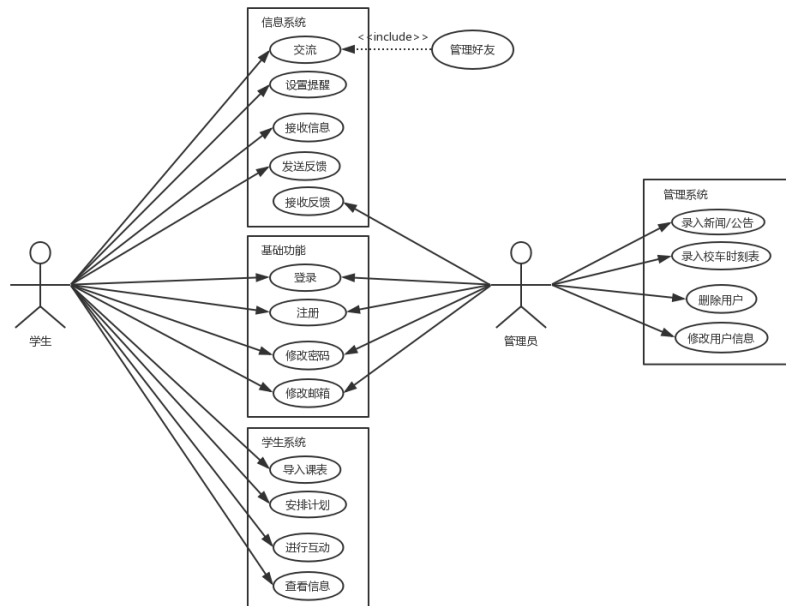 信息系统
交流
<<include>>
管理好友
设置提醒
接收信息
发送反馈
接收反馈
基础功能
登录
注册
修改密码
修改邮箱
学生系统
导入课表
安排计划
进行互动
查看信息
学生
管理员
管理系统
录入新闻/公告
录入校车时刻表
删除用户
修改用户信息